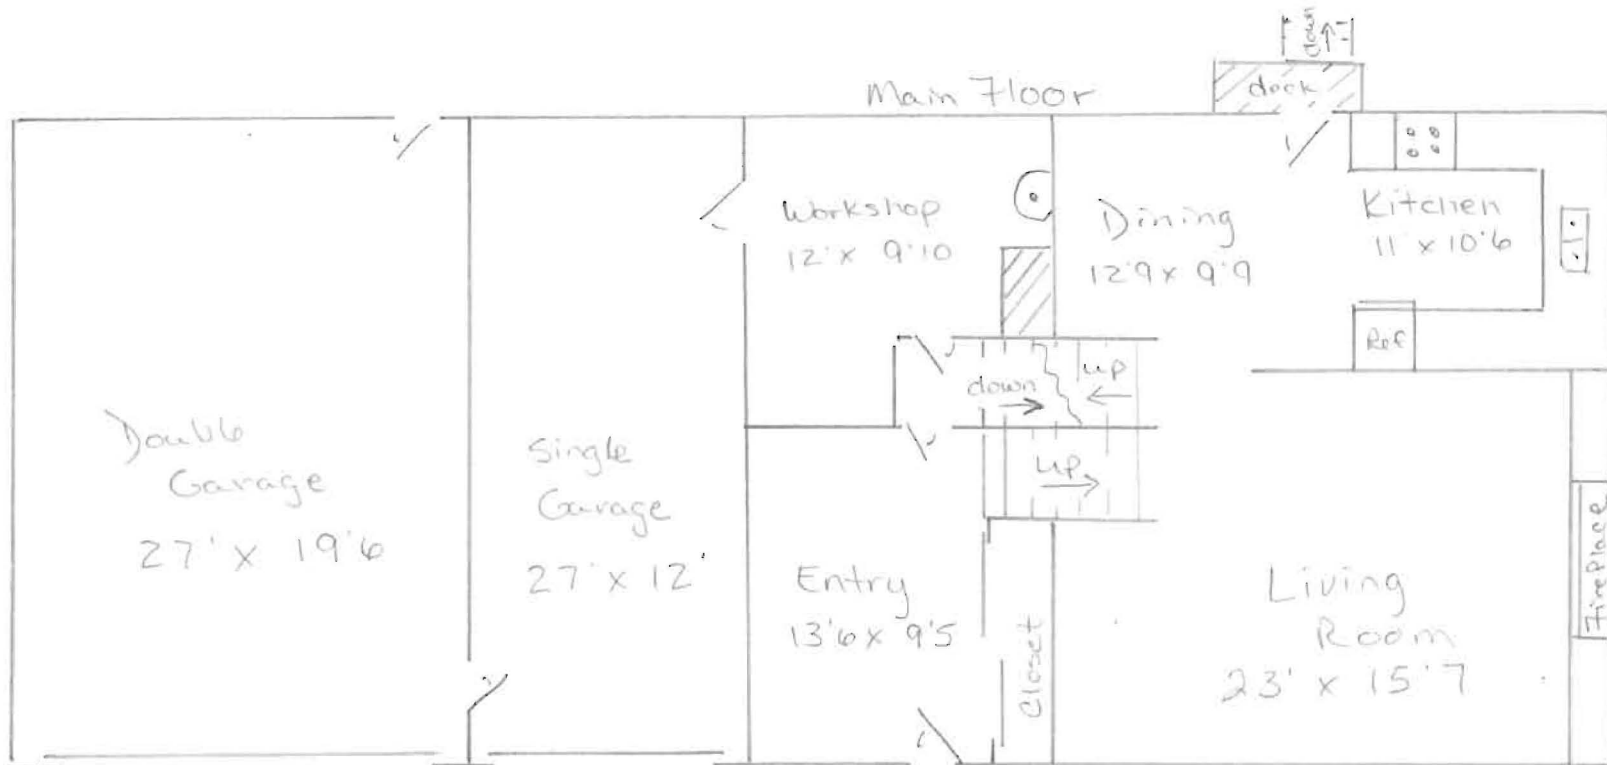 down
deck
Main Floor
Workshop
12' x 9'10
Dining
12'9 x 9'9
Kitchen
11' x 10'6
Ref
down
up
up
Double
Garage
27' x 19'6
Single
Garage
27' x 12'
Entry
13'6 x 9'5
Closet
Living
Room
23' x 15'7
FirePlace